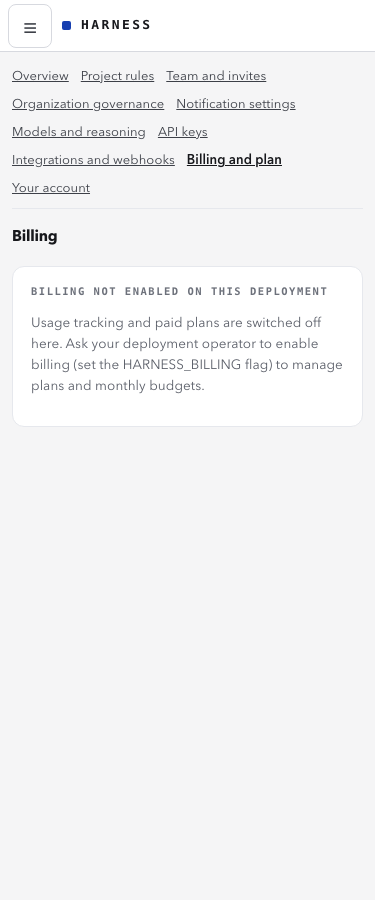 HARNESS
Overview Project rules Team and invites
Organization governance Notification settings
Models and reasoning API keys
Integrations and webhooks Billing and plan
Your account
Billing
BILLING NOT ENABLED ON THIS DEPLOYMENT
Usage tracking and paid plans are switched off
here. Ask your deployment operator to enable
billing (set the HARNESS_BILLING flag) to manage
plans and monthly budgets.